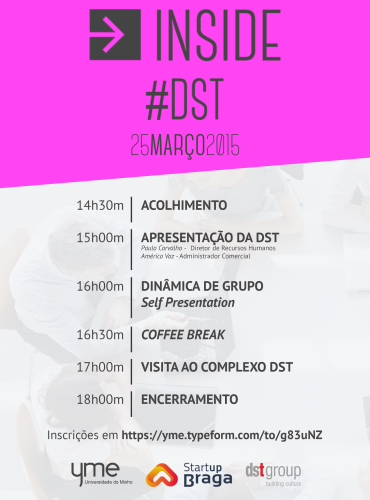 INSIDE
#DST
25MARÇO2015
14h30m ACOLHIMENTO
15h00m APRESENTAÇÃO DA DST
Paulo Carvalho - Diretor de Recursos Humanos
América Vaz - Administrador Comercial
16h00m DINÂMICA DE GRUPO
Self Presentation
16h30m COFFEE BREAK
17h00m VISITA AO COMPLEXO DST
18h00m ENCERRAMENTO
Inscrições em https://yme.typeform.com/to/g83uNZ
yme Startup dstgroup
Universidade do Minho Braga building culture